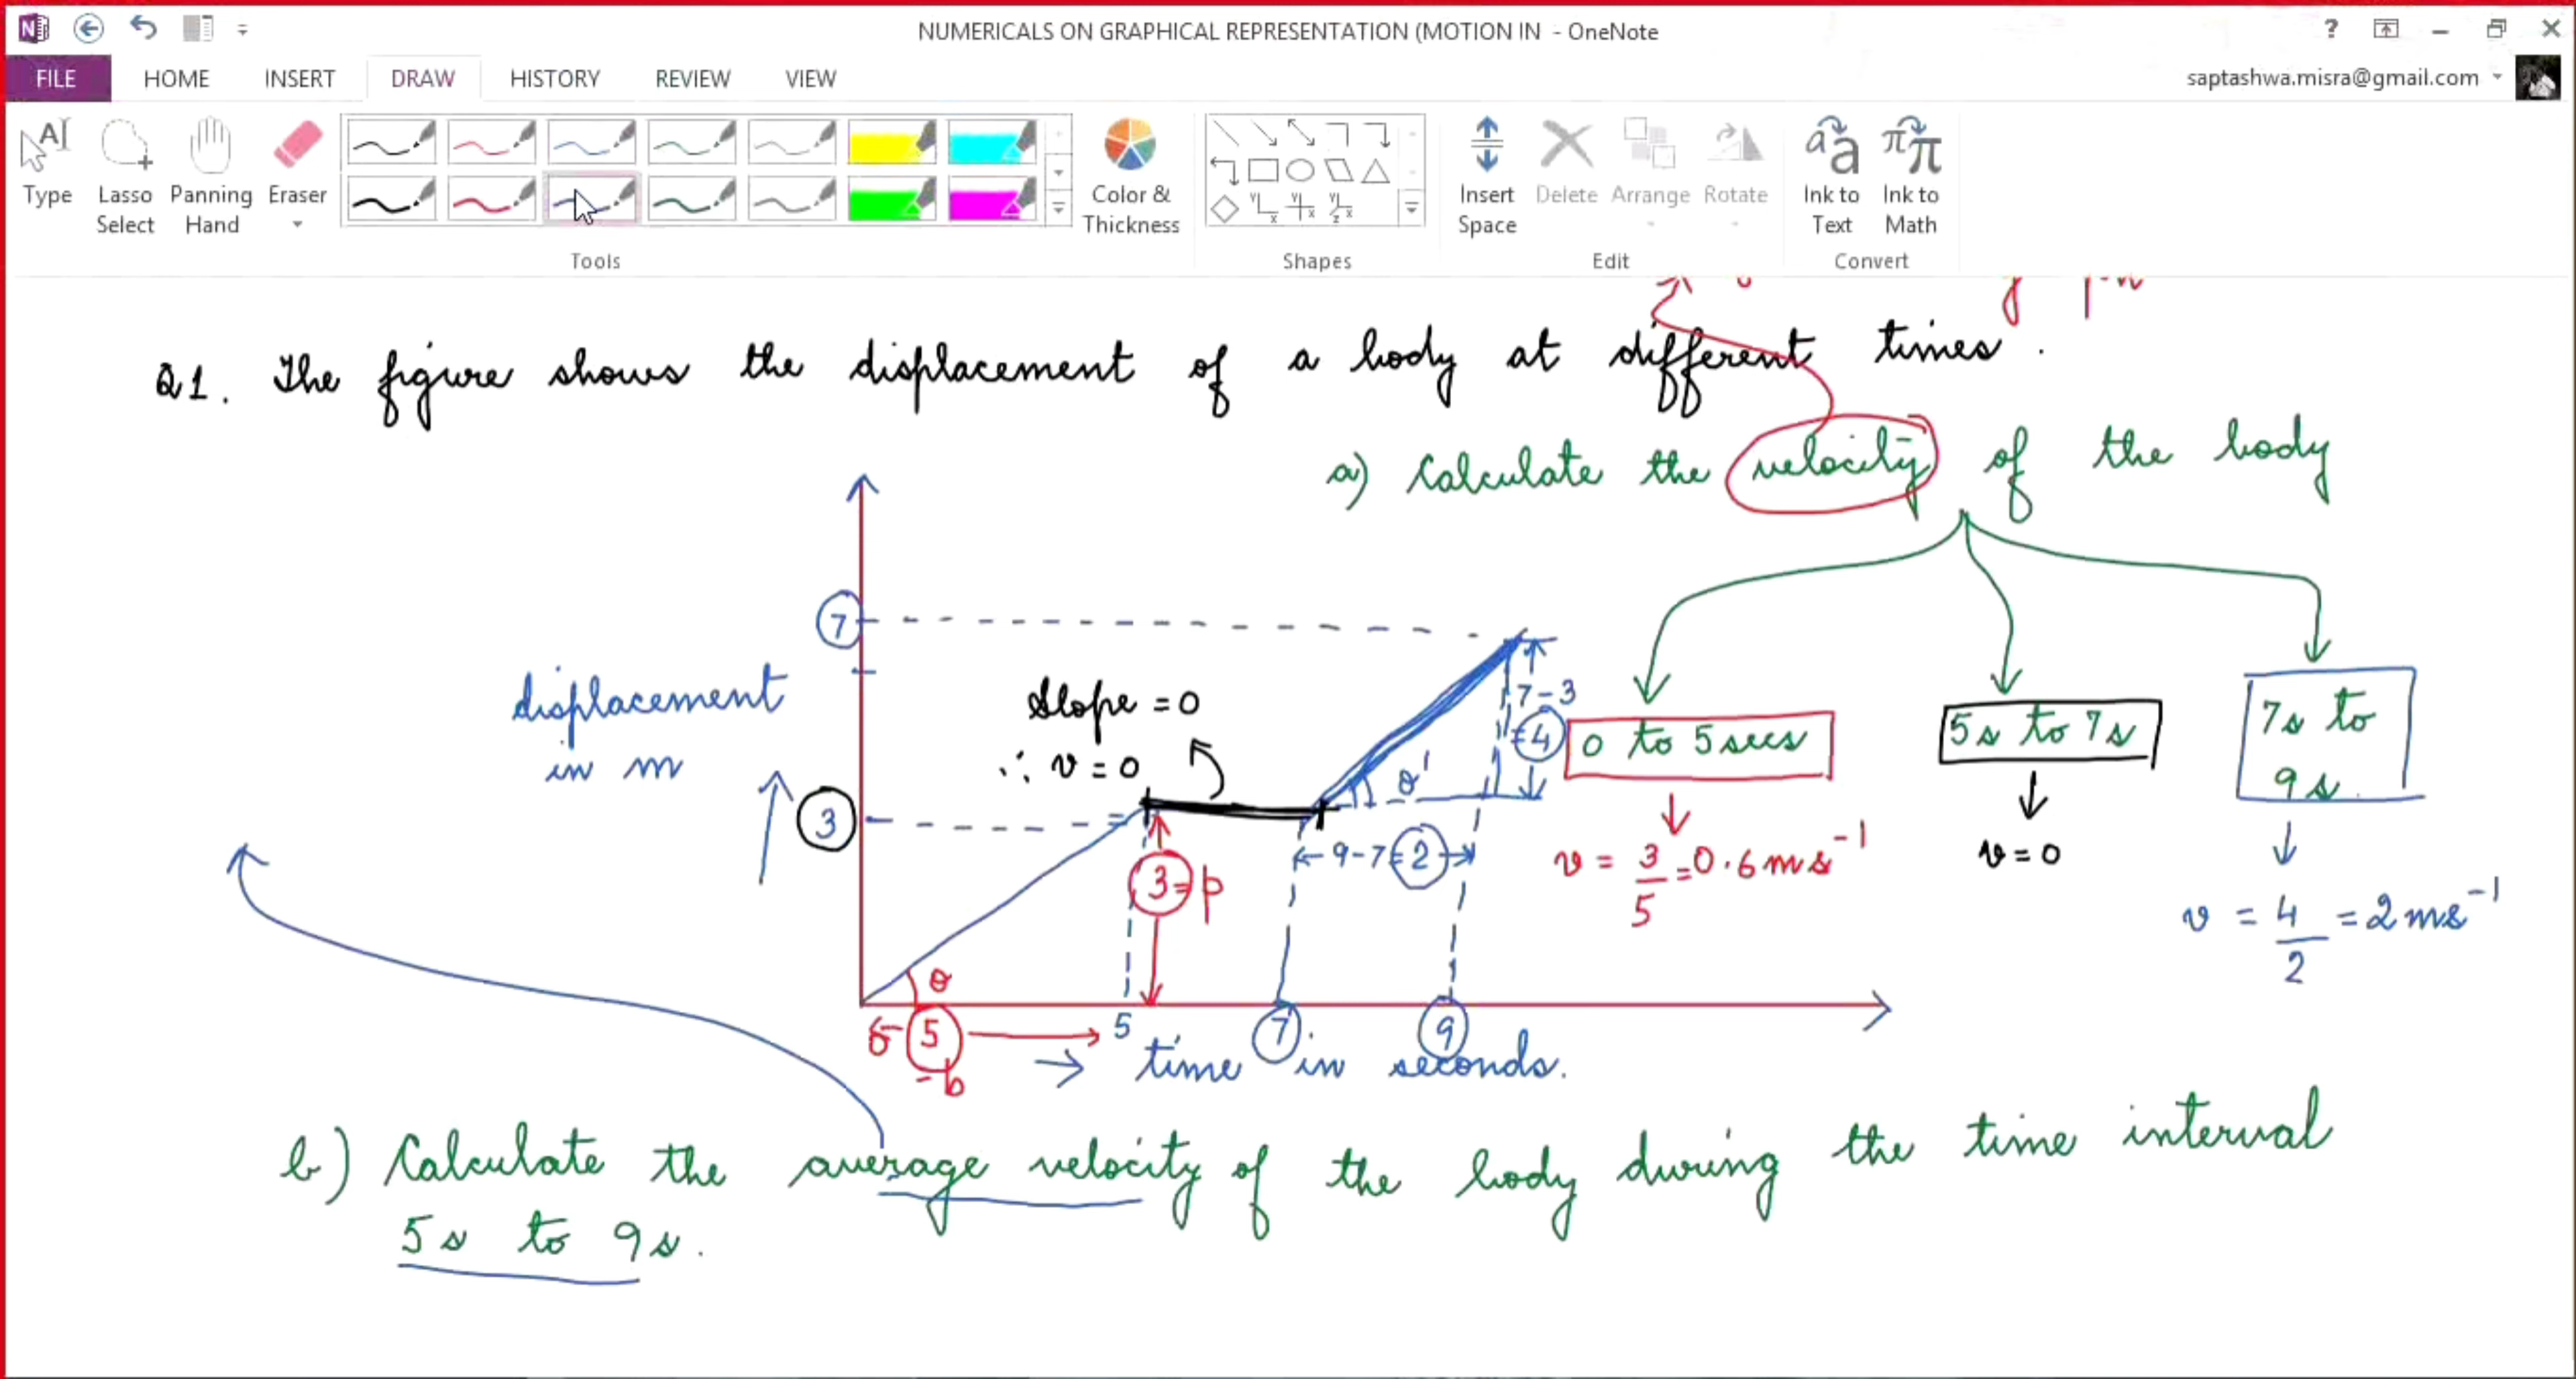 NUMERICALS ON GRAPHICAL REPRESENTATION (MOTION IN - OneNote
FILE HOME INSERT DRAW HISTORY REVIEW VIEW
saptashwa.misra@gmail.com
Type Lasso Select Panning Hand Eraser
Color & Thickness
Insert Space Delete Arrange Rotate
Ink to Text Ink to Math
Tools Shapes Edit Convert
Q1. The figure shows the displacement of a body at different times.
a) Calculate the velocity of the body
7
displacement
in m
3
Slope = 0
∴ v = 0
7-3
=4
θ'
9-7=2
3=p
θ
5
=b
5
7
9
→ time in seconds.
0 to 5secs
v = 3/5 = 0.6 ms⁻¹
5s to 7s
v = 0
7s to
9s.
v = 4/2 = 2 ms⁻¹
b) Calculate the average velocity of the body during the time interval
5s to 9s.